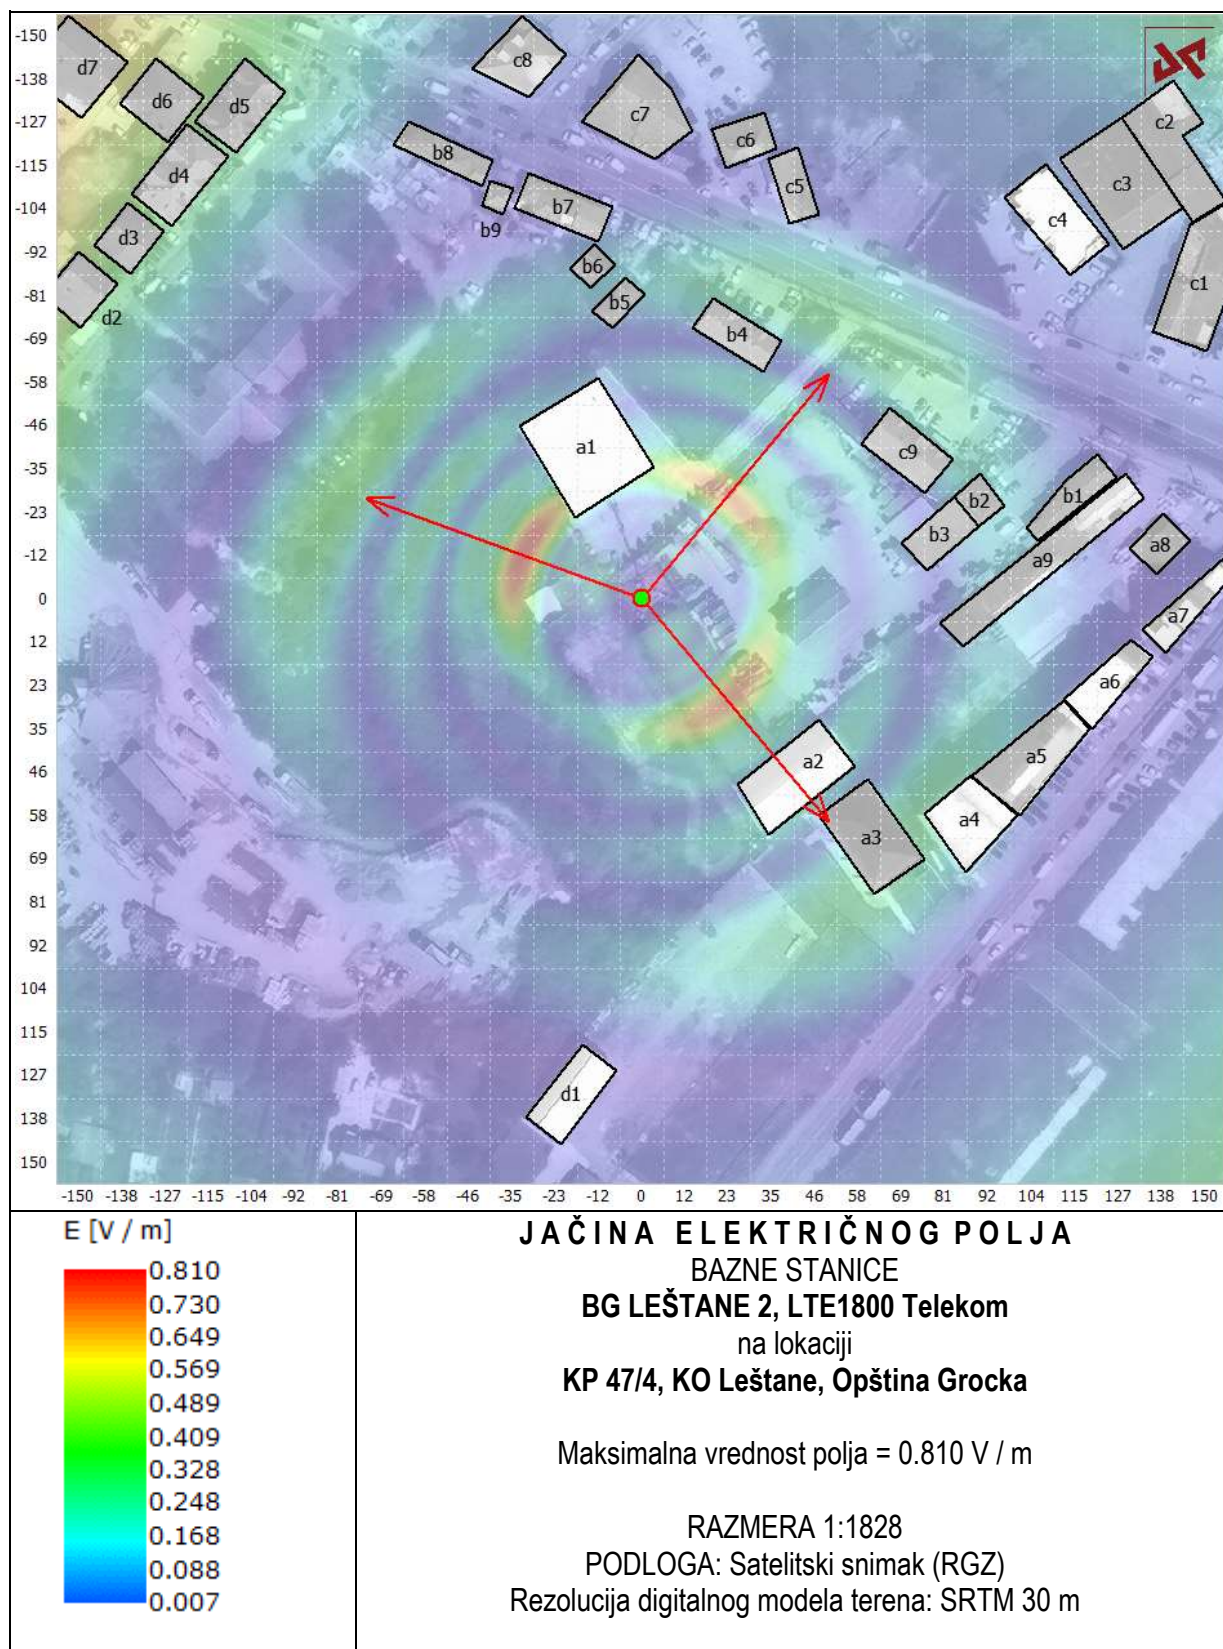 -150
-138
-127
-115
-104
-92
-81
-69
-58
-46
-35
-23
-12
0
12
23
35
46
58
69
81
92
104
115
127
138
150
-150 -138 -127 -115 -104 -92 -81 -69 -58 -46 -35 -23 -12 0 12 23 35 46 58 69 81 92 104 115 127 138 150
d7
d6
d5
d4
d3
d2
c8
c7
c6
c5
b8
b9
b7
b6
b5
b4
c2
c3
c4
c1
a1
c9
b2
b3
b1
a9
a8
a7
a6
a5
a4
a2
a3
d1
E [V / m]
0.810
0.730
0.649
0.569
0.489
0.409
0.328
0.248
0.168
0.088
0.007
JAČINA ELEKTRIČNOG POLJA
BAZNE STANICE
BG LEŠTANE 2, LTE1800 Telekom
na lokaciji
KP 47/4, KO Leštane, Opština Grocka
Maksimalna vrednost polja = 0.810 V / m
RAZMERA 1:1828
PODLOGA: Satelitski snimak (RGZ)
Rezolucija digitalnog modela terena: SRTM 30 m